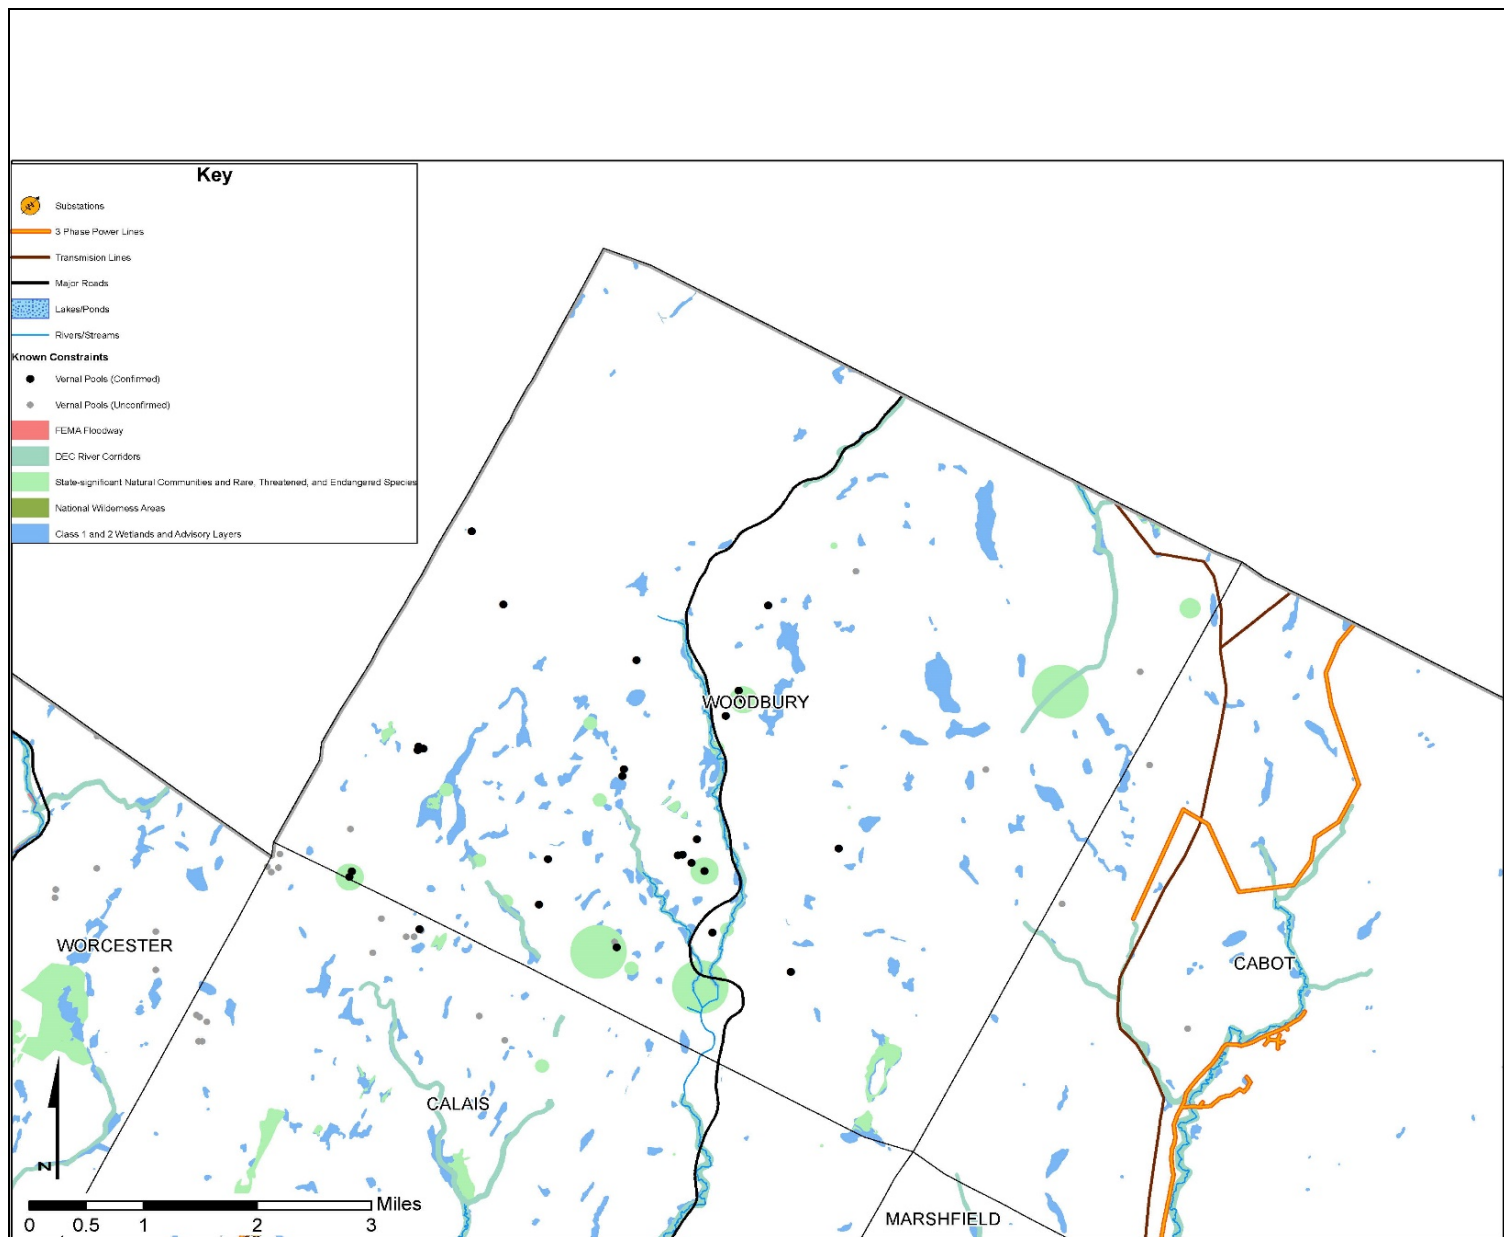 Key
Substations
3 Phase Power Lines
Transmision Lines
Major Roads
Lakes/Ponds
Rivers/Streams
Known Constraints
Vernal Pools (Confirmed)
Vernal Pools (Unconfirmed)
FEMA Floodway
DEC River Corridors
State-significant Natural Communities and Rare, Threatened, and Endangered Species
National Wilderness Areas
Class 1 and 2 Wetlands and Advisory Layers
WOODBURY
WORCESTER
CABOT
CALAIS
MARSHFIELD
N
Miles
0 0.5 1 2 3